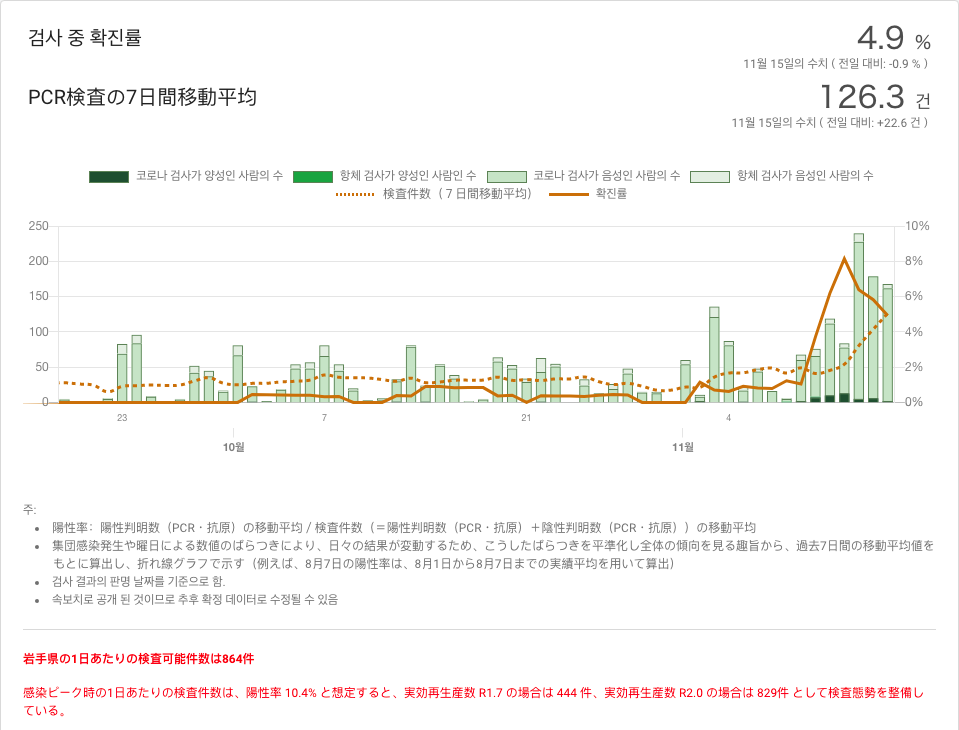 검사 중 확진률
4.9 %
11월 15일의 수치 ( 전일 대비: -0.9 % )
PCR検査の7日間移動平均
126.3 건
11월 15일의 수치 ( 전일 대비: +22.6 건 )
코로나 검사가 양성인 사람의 수 항체 검사가 양성인 사람인 수 코로나 검사가 음성인 사람의 수 항체 검사가 음성인 사람의 수
検査件数（７日間移動平均） 확진률
250 10%
200 8%
150 6%
100 4%
50 2%
0 0%
23 7 21 4
10월 11월
주:
陽性率：陽性判明数（PCR・抗原）の移動平均 / 検査件数（＝陽性判明数（PCR・抗原）＋陰性判明数（PCR・抗原））の移動平均
集団感染発生や曜日による数値のばらつきにより、日々の結果が変動するため、こうしたばらつきを平準化し全体の傾向を見る趣旨から、過去7日間の移動平均値を
もとに算出し、折れ線グラフで示す（例えば、8月7日の陽性率は、8月1日から8月7日までの実績平均を用いて算出）
검사 결과의 판명 날짜를 기준으로 함.
속보치로 공개 된 것이므로 추후 확정 데이터로 수정될 수 있음
岩手県の1日あたりの検査可能件数は864件
感染ピーク時の1日あたりの検査件数は、陽性率 10.4% と想定すると、実効再生産数 R1.7 の場合は 444 件、実効再生産数 R2.0 の場合は 829件 として検査態勢を整備し
ている。